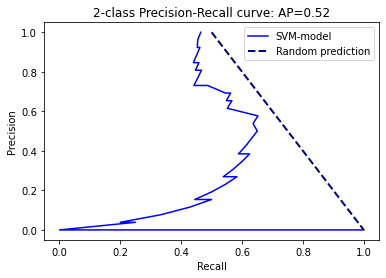 2-class Precision-Recall curve: AP=0.52
SVM-model
Random prediction
Precision
1.0
0.8
0.6
0.4
0.2
0.0
0.0 0.2 0.4 0.6 0.8 1.0
Recall